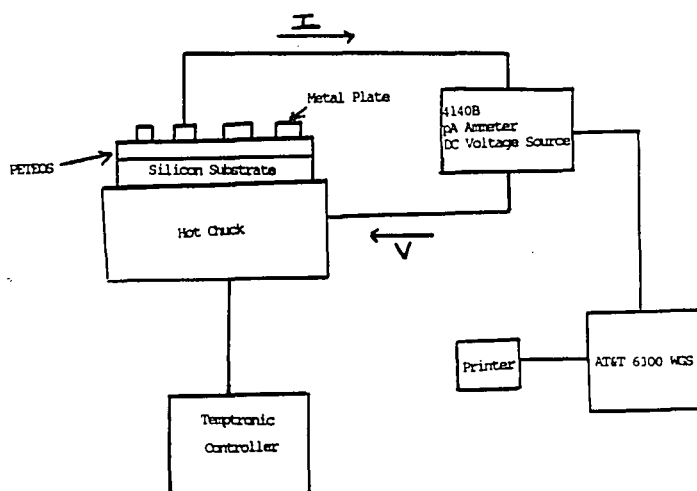 I
Metal Plate
4140B
pA Ammeter
DC Voltage Source
PETEOS
Silicon Substrate
Hot Chuck
V
Printer
AT&T 6300 WGS
Temptronic
Controller